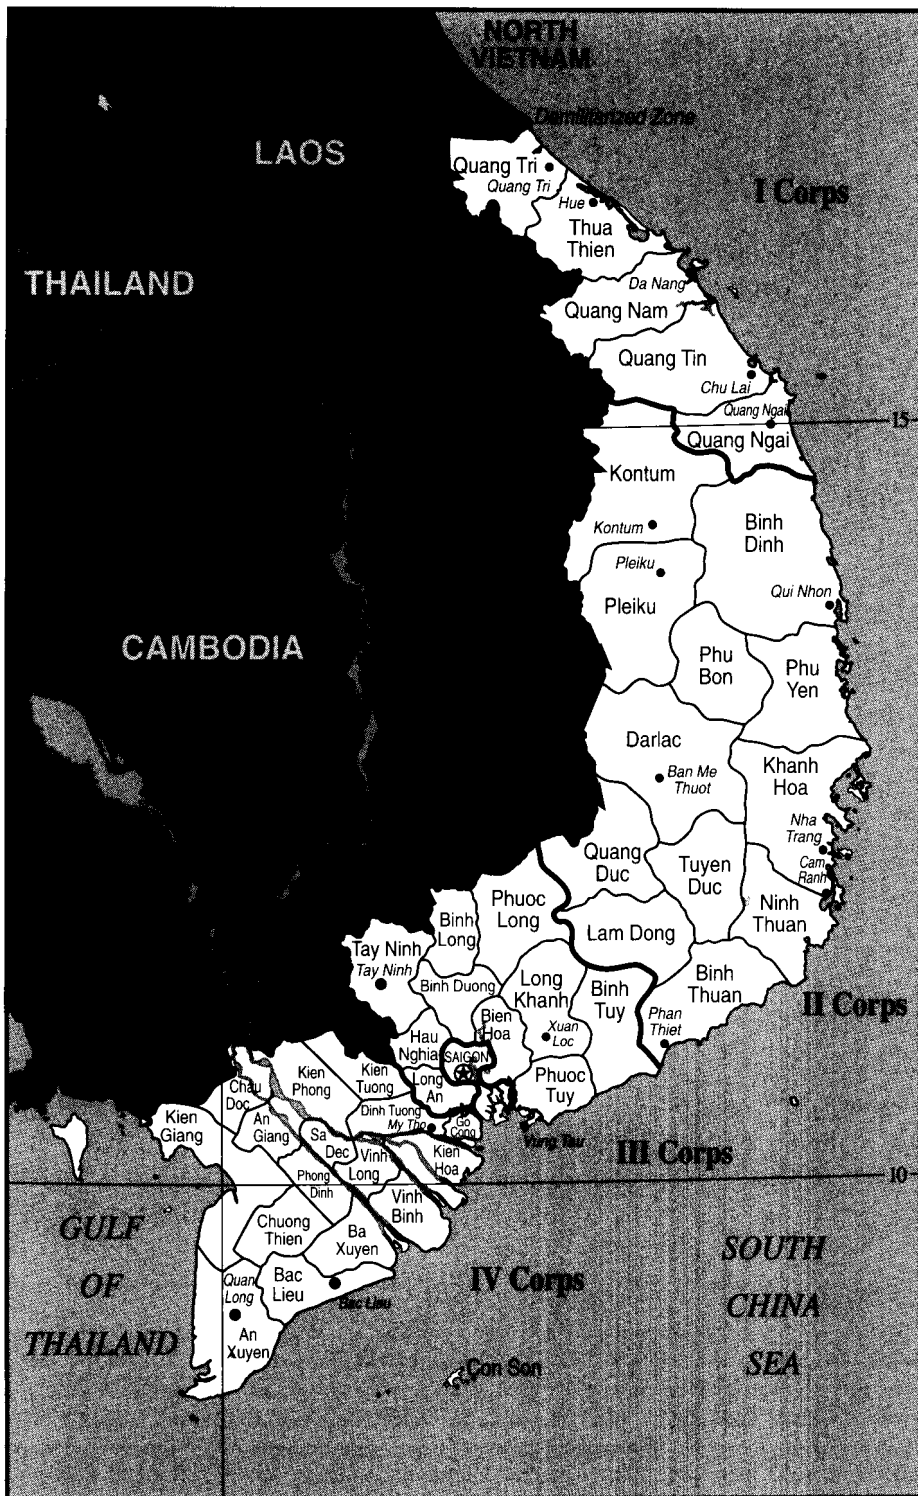 NORTH
VIETNAM
Demilitarized Zone
LAOS
Quang Tri
Quang Tri
I Corps
Hue
Thua
Thien
THAILAND
Da Nang
Quang Nam
Quang Tin
Chu Lai
Quang Ngai
15
Quang Ngai
Kontum
Binh
Dinh
Kontum
Pleiku
Qui Nhon
Pleiku
CAMBODIA
Phu
Bon
Phu
Yen
Darlac
Khanh
Hoa
Ban Me
Thuot
Nha
Trang
Cam
Ranh
Quang
Duc
Tuyen
Duc
Phuoc
Long
Ninh
Thuan
Binh
Long
Lam Dong
Tay Ninh
Tay Ninh
Long
Khanh
Binh Duong
Binh
Tuy
Binh
Thuan
II Corps
Bien
Hoa
Phan
Thiet
Xuan
Loc
Hau
Nghia
SAIGON
Kien
Phong
Kien
Tuong
Long
An
Phuoc
Tuy
Chau
Doc
Dinh Tuong
My Tho
Go
Cong
Vung Tau
Kien
Giang
An
Giang
Sa
Dec
Vinh
Long
Kien
Hoa
III Corps
10
Phong
Dinh
Vinh
Binh
GULF
OF
THAILAND
Chuong
Thien
Ba
Xuyen
SOUTH
CHINA
SEA
Quan
Long
Bac
Lieu
Bac Lieu
IV Corps
An
Xuyen
Con Son